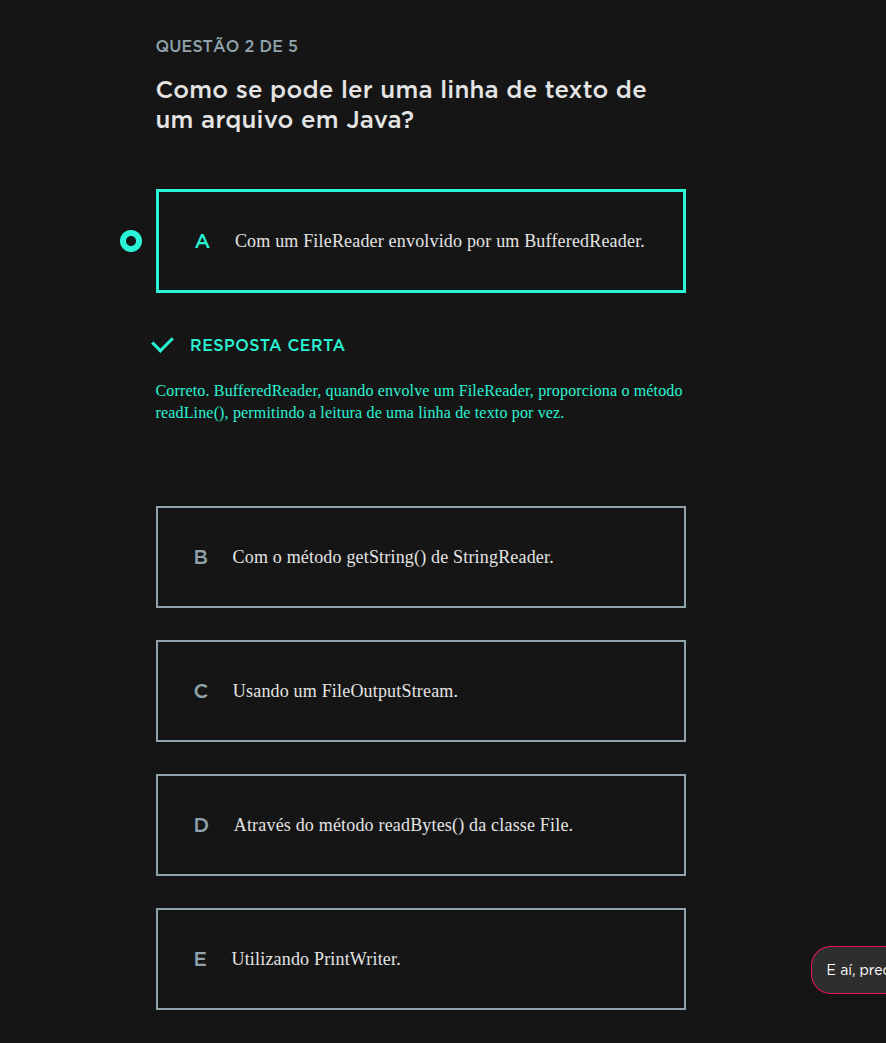 QUESTÃO 2 DE 5
Como se pode ler uma linha de texto de
um arquivo em Java?
A Com um FileReader envolvido por um BufferedReader.
RESPOSTA CERTA
Correto. BufferedReader, quando envolve um FileReader, proporciona o método
readLine(), permitindo a leitura de uma linha de texto por vez.
B Com o método getString() de StringReader.
C Usando um FileOutputStream.
D Através do método readBytes() da classe File.
E Utilizando PrintWriter.
E aí,